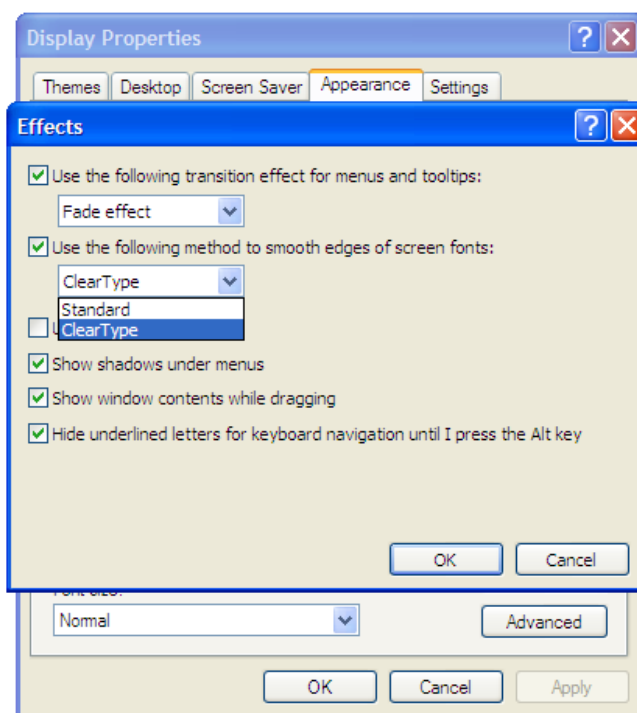 Display Properties
Themes Desktop Screen Saver Appearance Settings
Effects
Use the following transition effect for menus and tooltips:
Fade effect
Use the following method to smooth edges of screen fonts:
ClearType
Standard
ClearType
Show shadows under menus
Show window contents while dragging
Hide underlined letters for keyboard navigation until I press the Alt key
OK Cancel
Normal Advanced
OK Cancel Apply